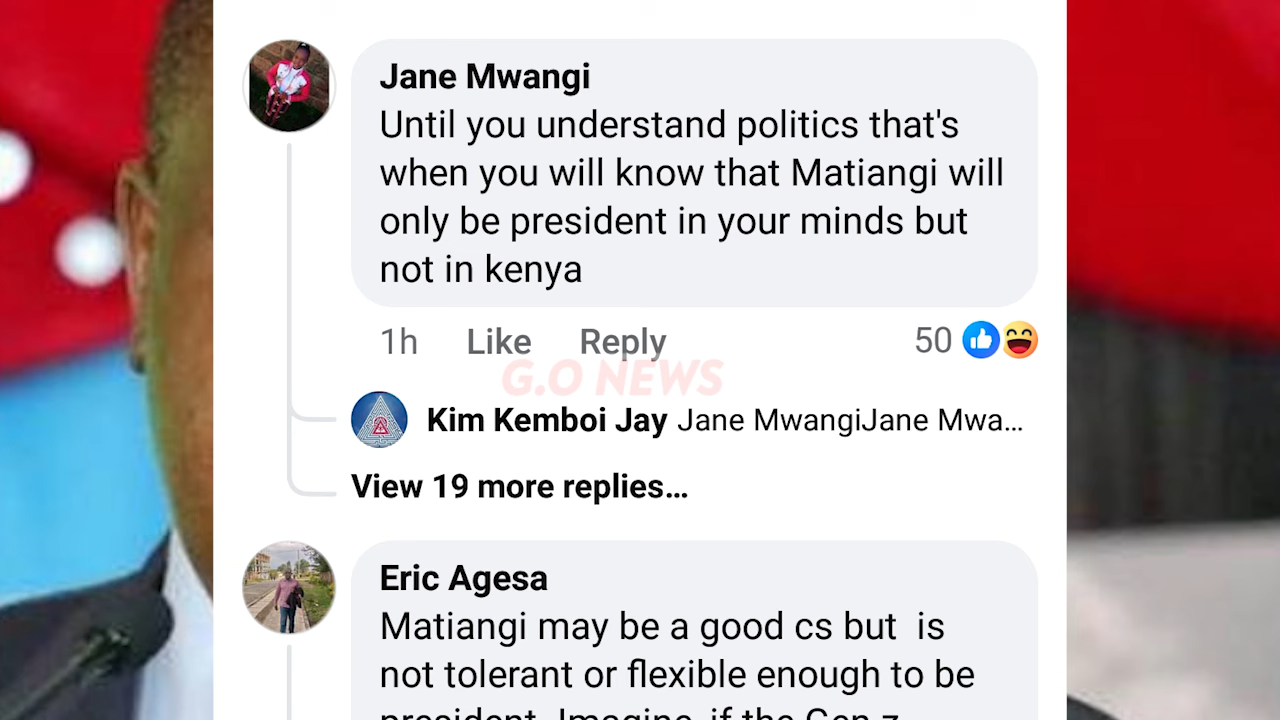 Jane Mwangi
Until you understand politics that's
when you will know that Matiangi will
only be president in your minds but
not in kenya
1h Like Reply 50
G.O NEWS
Kim Kemboi Jay Jane MwangiJane Mwa...
View 19 more replies...
Eric Agesa
Matiangi may be a good cs but is
not tolerant or flexible enough to be
president. Imagine if the Gen z